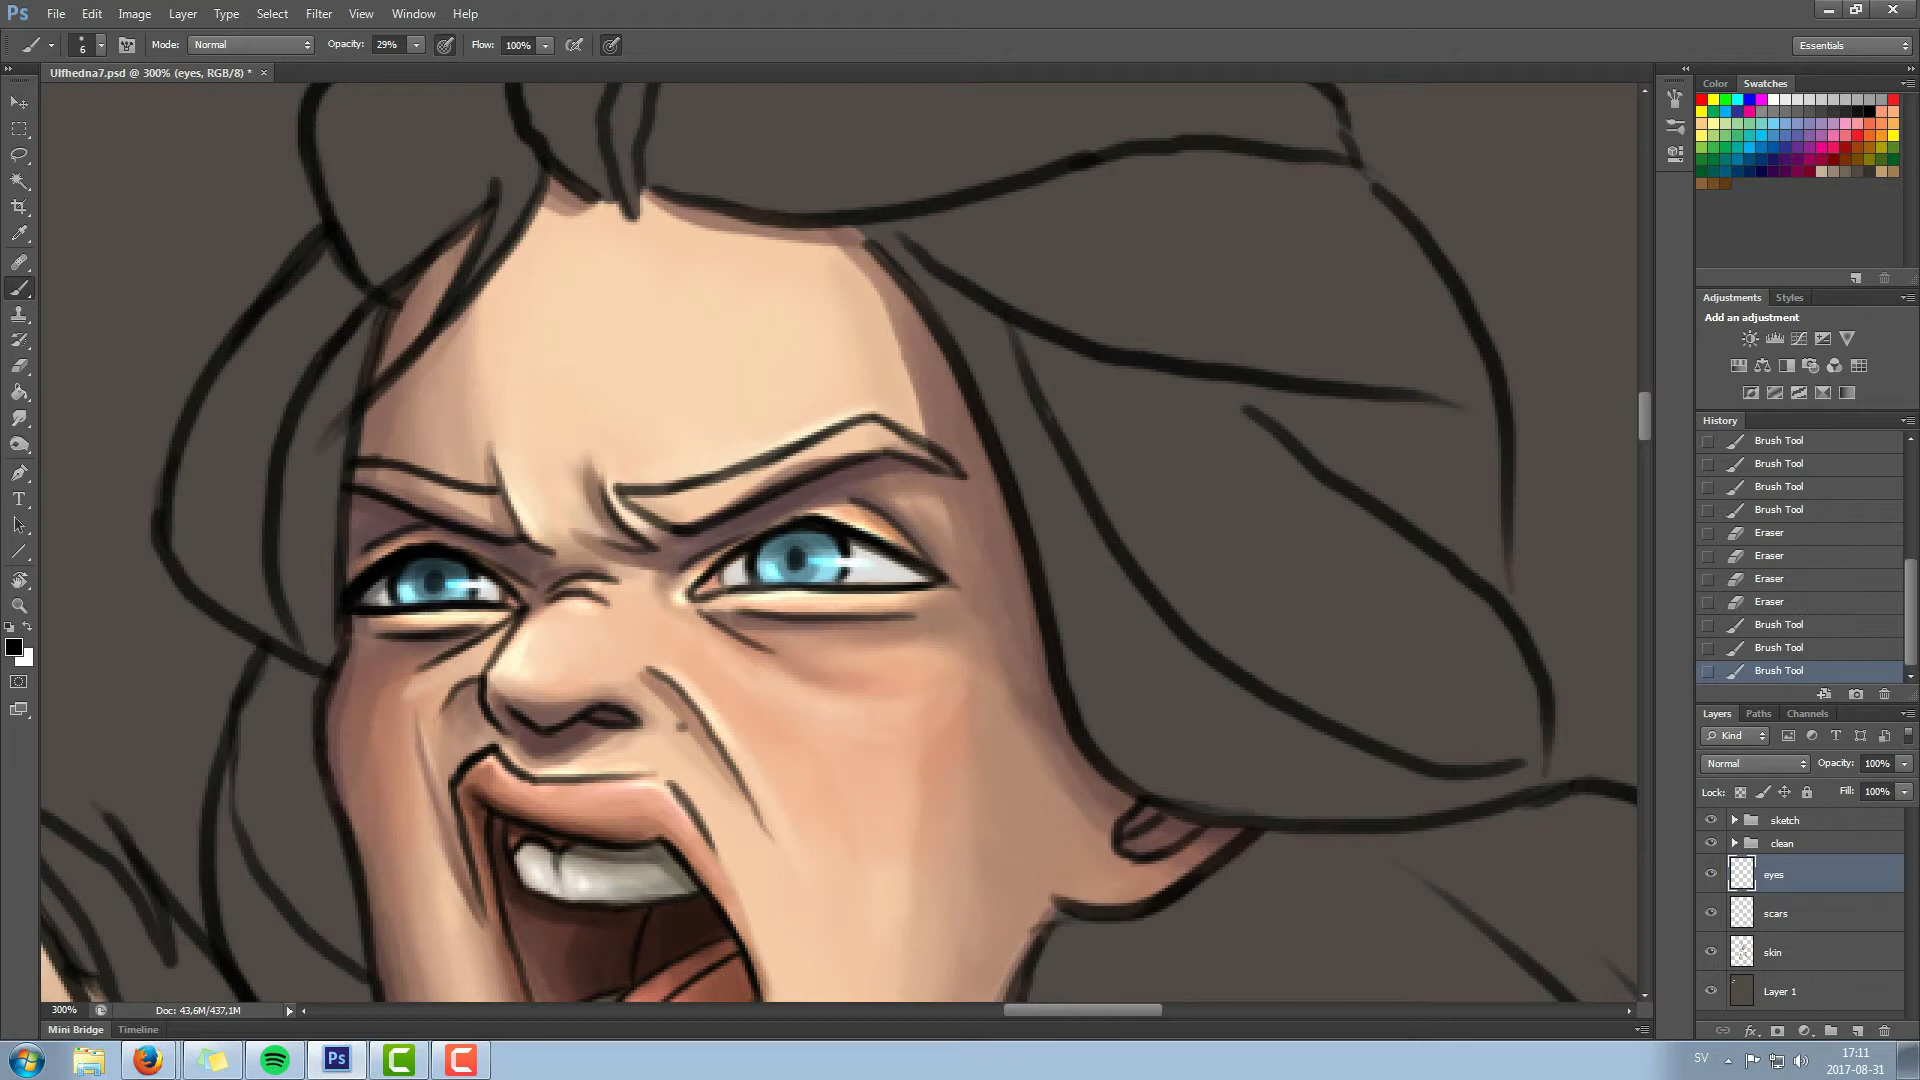 Ps File Edit Image Layer Type Select Filter View Window Help
6 Mode: Normal Opacity: 29% Flow: 100% Essentials
Ulfhedna7.psd @ 300% (eyes, RGB/8) * ×
Color Swatches
Adjustments Styles
Add an adjustment
History
Brush Tool
Brush Tool
Brush Tool
Brush Tool
Eraser
Eraser
Eraser
Eraser
Brush Tool
Brush Tool
Brush Tool
Layers Paths Channels
Kind
Normal Opacity: 100%
Lock: Fill: 100%
sketch
clean
eyes
scars
skin
Layer 1
300% Doc: 43,6M/437,1M
Mini Bridge Timeline
Ps SV 17:11
2017-08-31